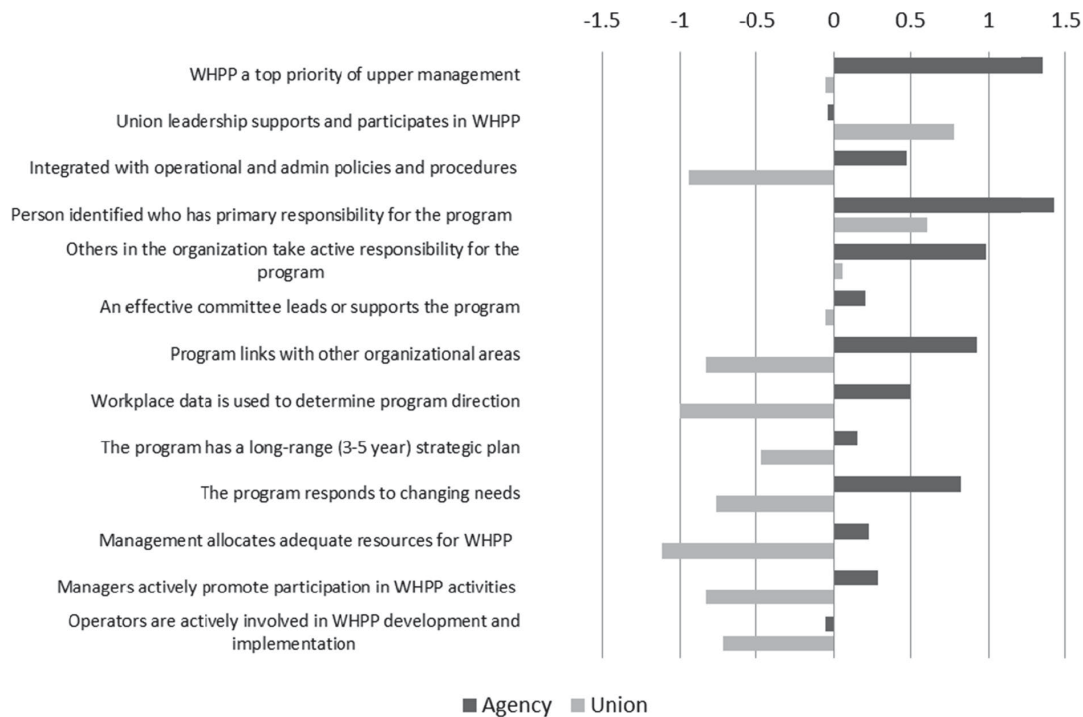 -1.5 -1 -0.5 0 0.5 1 1.5
WHPP a top priority of upper management
Union leadership supports and participates in WHPP
Integrated with operational and admin policies and procedures
Person identified who has primary responsibility for the program
Others in the organization take active responsibility for the
program
An effective committee leads or supports the program
Program links with other organizational areas
Workplace data is used to determine program direction
The program has a long-range (3-5 year) strategic plan
The program responds to changing needs
Management allocates adequate resources for WHPP
Managers actively promote participation in WHPP activities
Operators are actively involved in WHPP development and
implementation
Agency Union